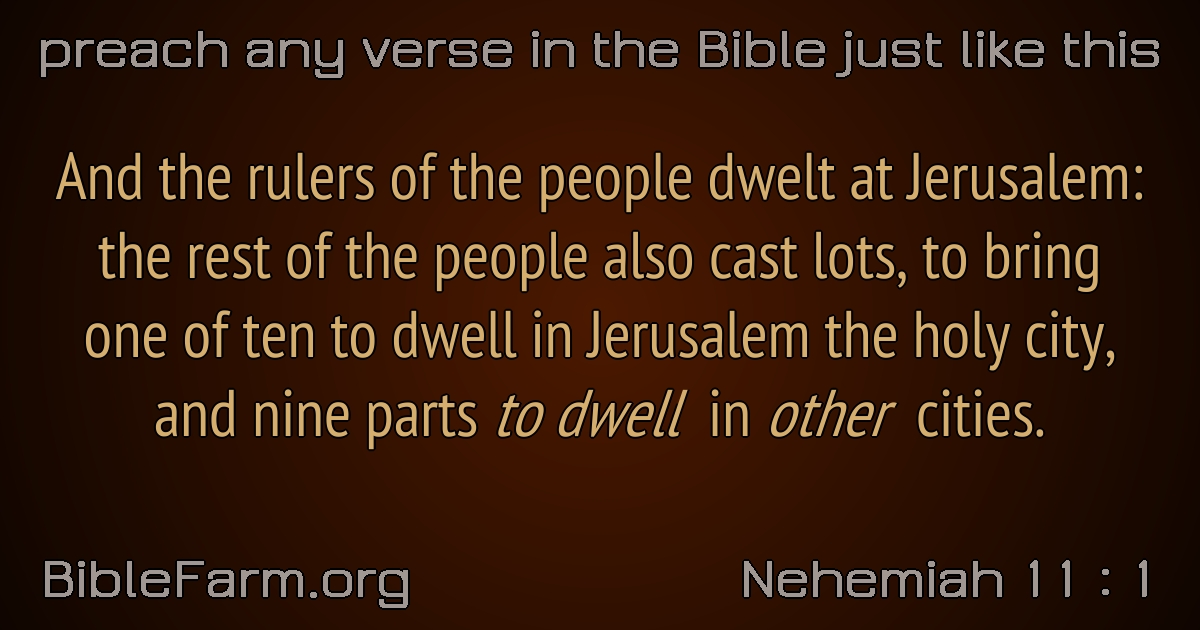 preach any verse in the Bible just like this
And the rulers of the people dwelt at Jerusalem:
the rest of the people also cast lots, to bring
one of ten to dwell in Jerusalem the holy city,
and nine parts to dwell in other cities.
BibleFarm.org
Nehemiah 11 : 1